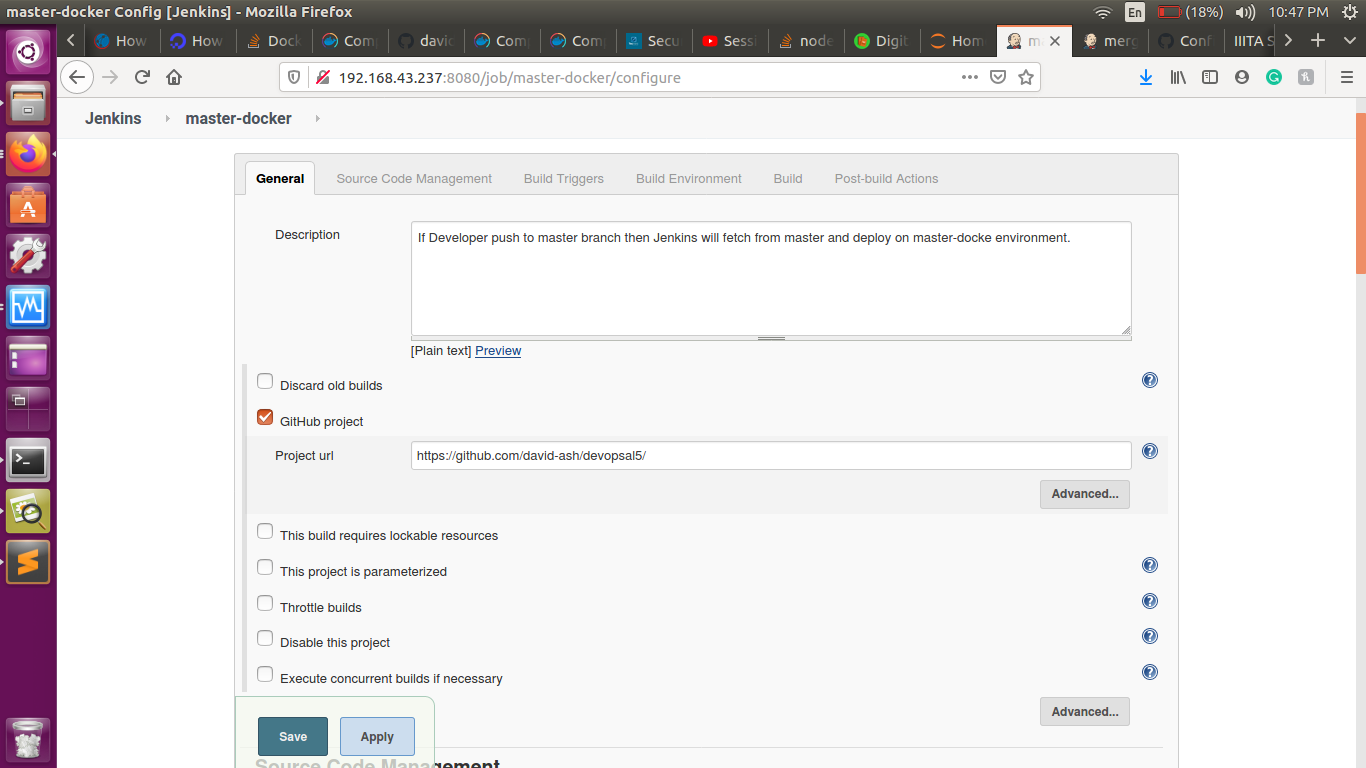 master-docker Config [Jenkins] - Mozilla Firefox
En
(18%)
10:47 PM
How
How
Dock
Com
david
Com
Com
Secu
Sessi
node
Digit
Hom
m
merg
Conf
IIITA S
192.168.43.237:8080/job/master-docker/configure
Jenkins
master-docker
General
Source Code Management
Build Triggers
Build Environment
Build
Post-build Actions
Description
If Developer push to master branch then Jenkins will fetch from master and deploy on master-docke environment.
[Plain text] Preview
Discard old builds
GitHub project
Project url
https://github.com/david-ash/devopsal5/
Advanced...
This build requires lockable resources
This project is parameterized
Throttle builds
Disable this project
Execute concurrent builds if necessary
Advanced...
Save
Apply
Source Code Management